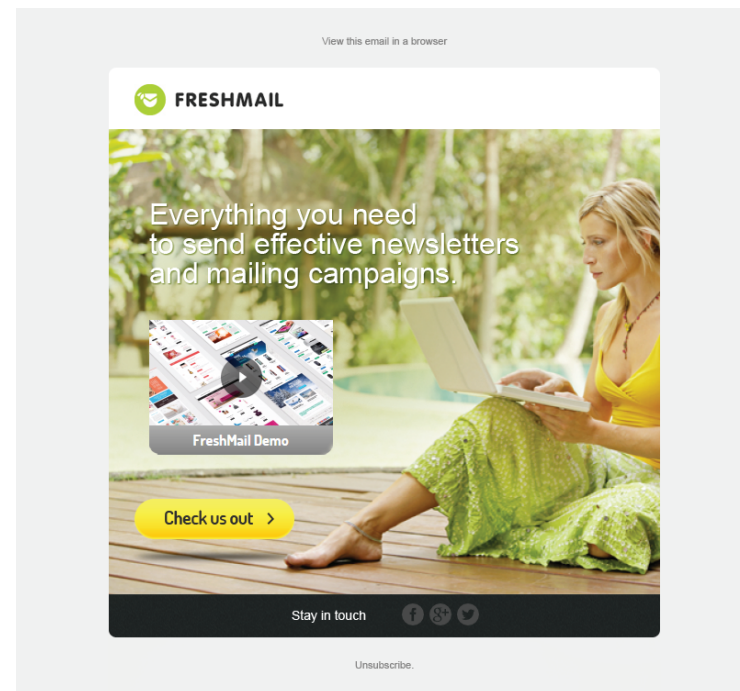 View this email in a browser
FRESHMAIL
Everything you need
to send effective newsletters
and mailing campaigns.
FreshMail Demo
Check us out
Stay in touch
Unsubscribe.